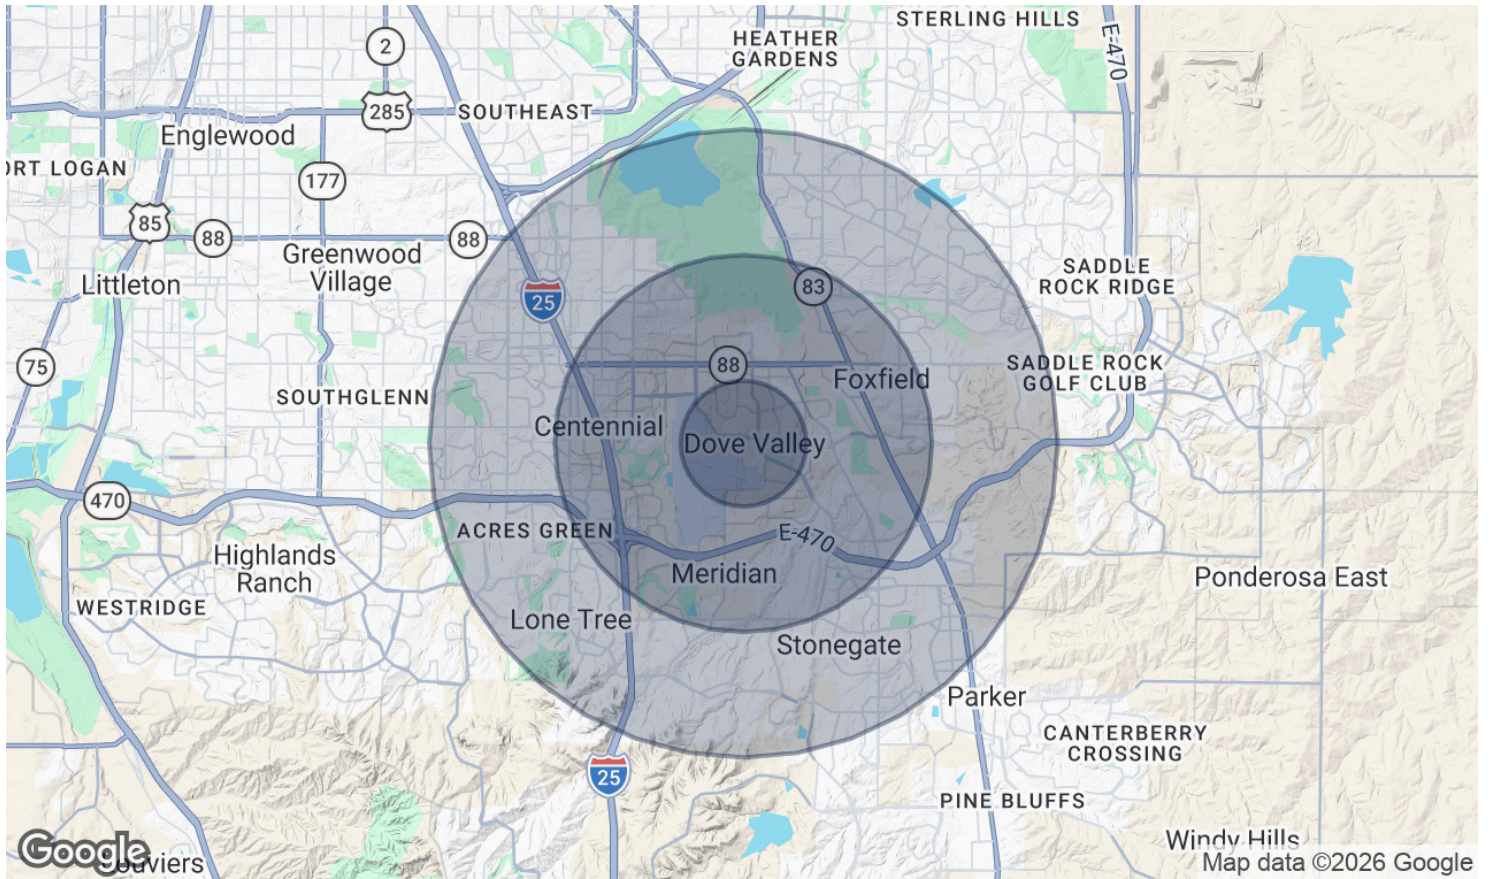 STERLING HILLS
2
HEATHER
GARDENS
E-470
285
SOUTHEAST
Englewood
ORT LOGAN
177
85
88
88
Greenwood
Village
Littleton
SADDLE
ROCK RIDGE
25
83
75
88
SADDLE ROCK
GOLF CLUB
Foxfield
SOUTHGLENN
Centennial
Dove Valley
470
ACRES GREEN
E-470
Highlands
Ranch
Meridian
Ponderosa East
WESTRIDGE
Lone Tree
Stonegate
Parker
CANTERBERRY
CROSSING
25
PINE BLUFFS
Windy Hills
Google
Louviers
Map data ©2026 Google